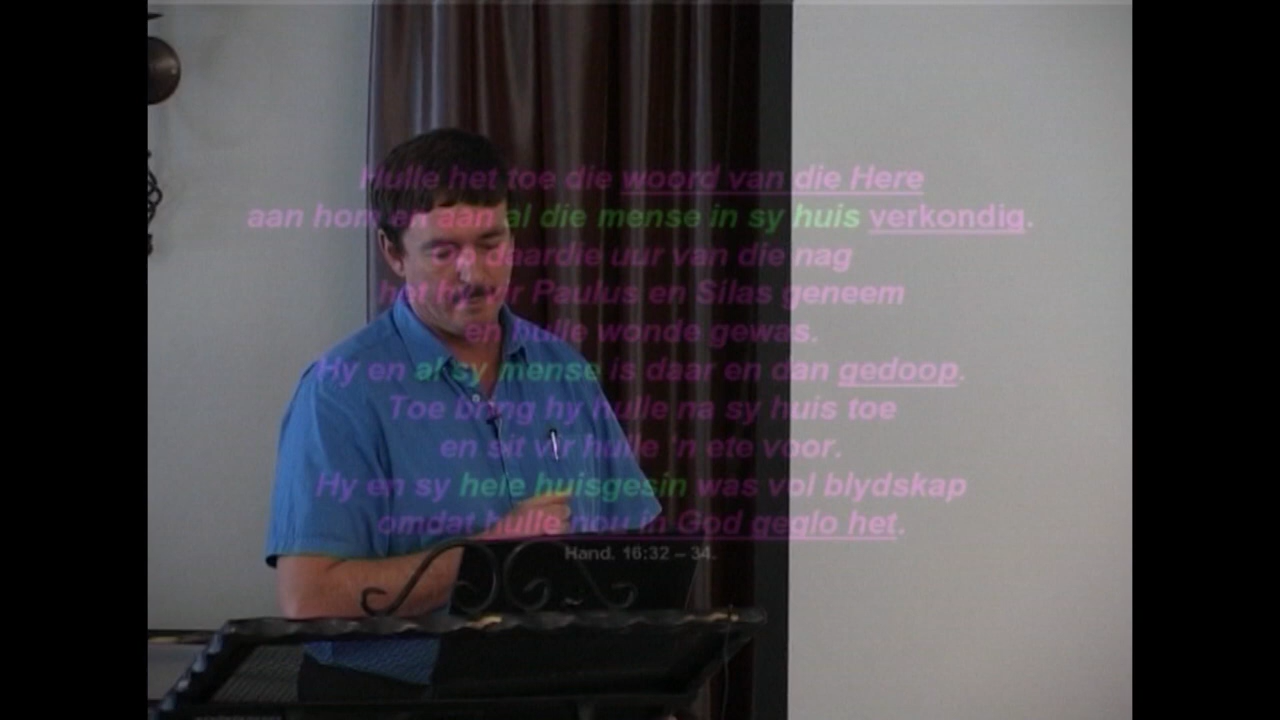 Hulle het toe die woord van die Here
aan hom en aan al die mense in sy huis verkondig.
Op daardie uur van die nag
het hy vir Paulus en Silas geneem
en hulle wonde gewas.
Hy en al sy mense is daar en dan gedoop.
Toe bring hy hulle na sy huis toe
en sit vir hulle 'n ete voor.
Hy en sy hele huisgesin was vol blydskap
omdat hulle nou in God geglo het.
Hand. 16:32 – 34.